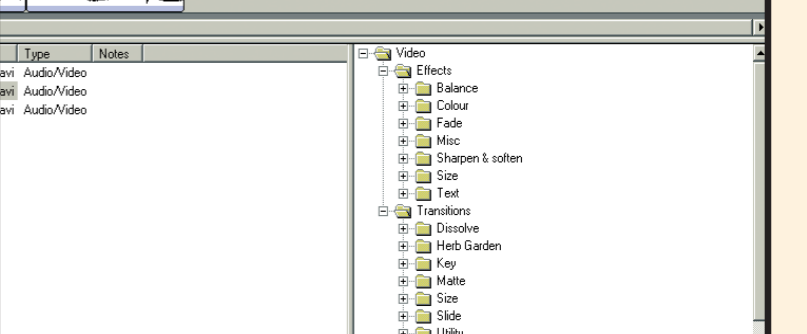 Type Notes
avi Audio/Video
avi Audio/Video
avi Audio/Video
Video
Effects
Balance
Colour
Fade
Misc
Sharpen & soften
Size
Text
Transitions
Dissolve
Herb Garden
Key
Matte
Size
Slide
Utility